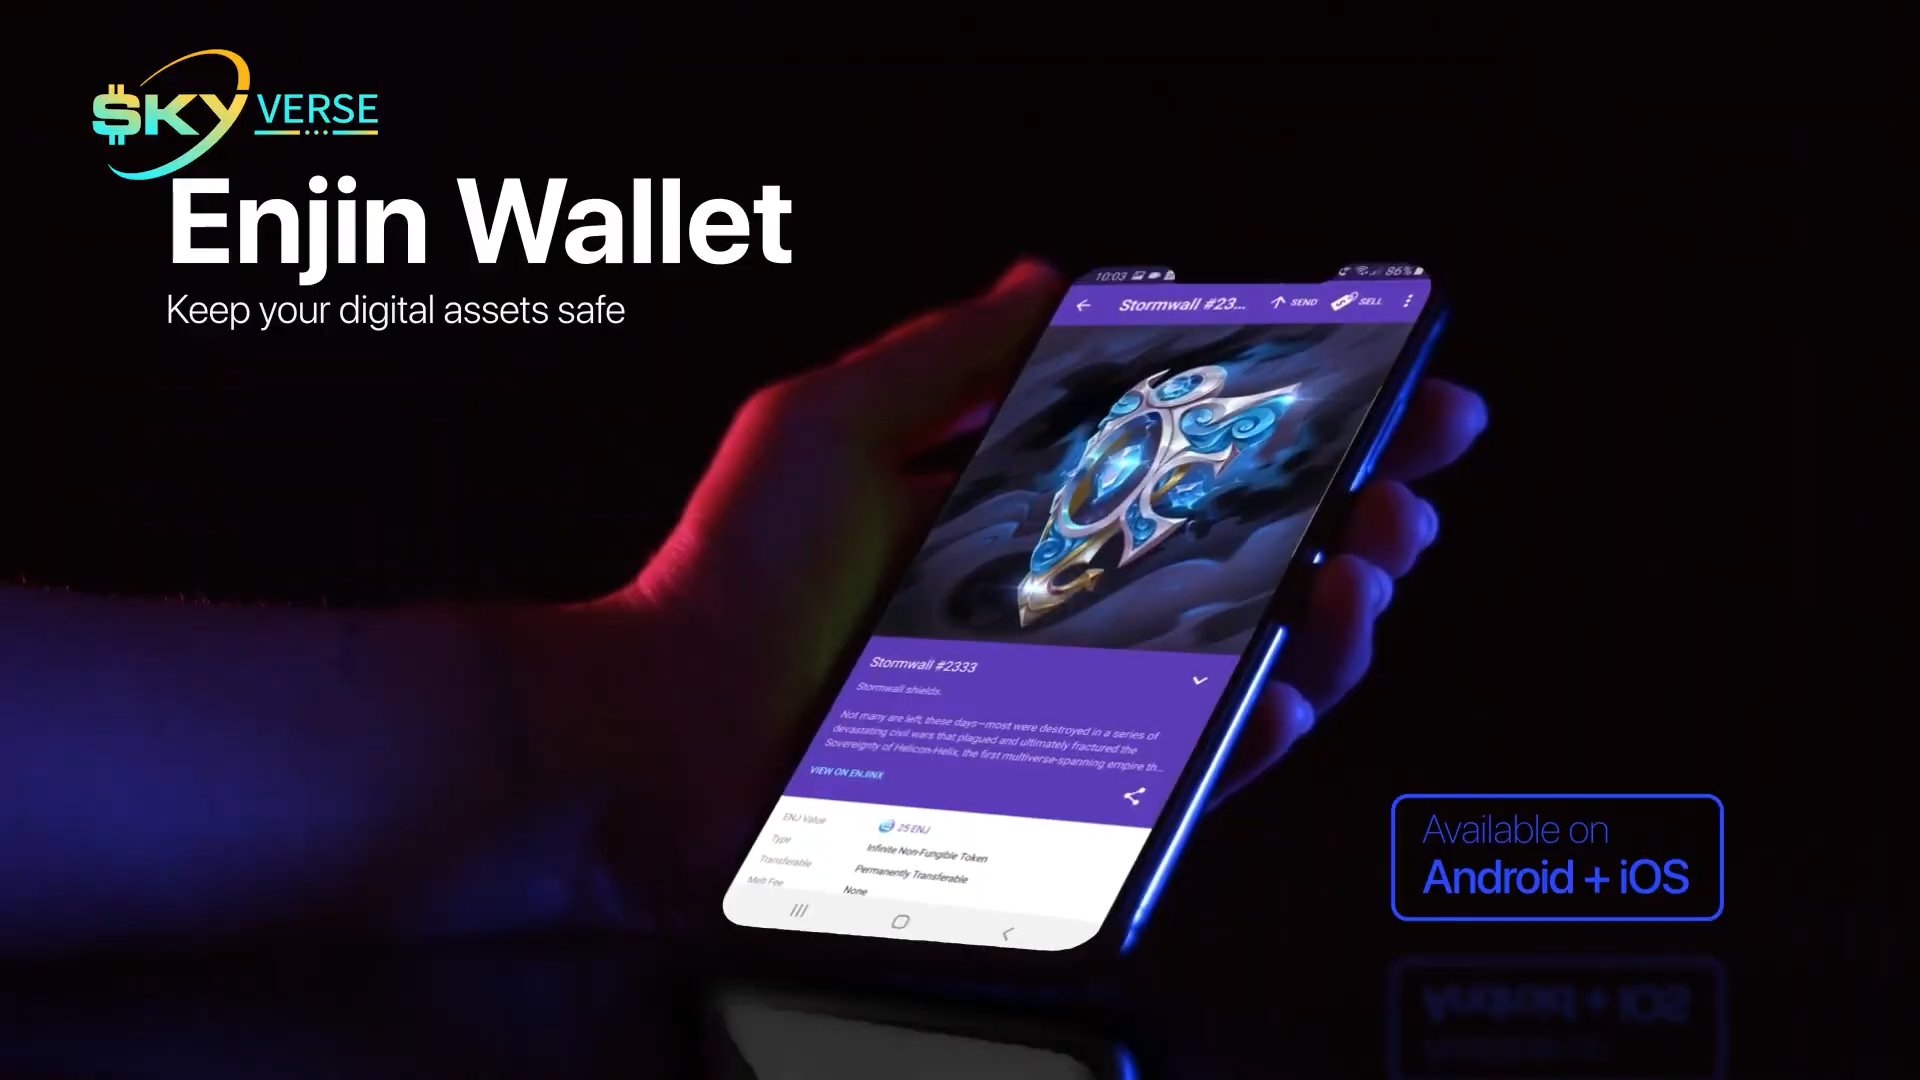 $KY VERSE
Enjin Wallet
Keep your digital assets safe
10:03
86%
Stormwall #23...
SEND
SELL
Stormwall #2333
Stormwall shields.
Not many are left, these days—most were destroyed in a series of
devastating civil wars that plagued and ultimately fractured the
Sovereignty of Helicon-Helix, the first multiverse-spanning empire th...
VIEW ON ENJINX
ENJ Value 25 ENJ
Type Infinite Non-Fungible Token
Transferable Permanently Transferable
Melt Fee None
Available on
Android + iOS